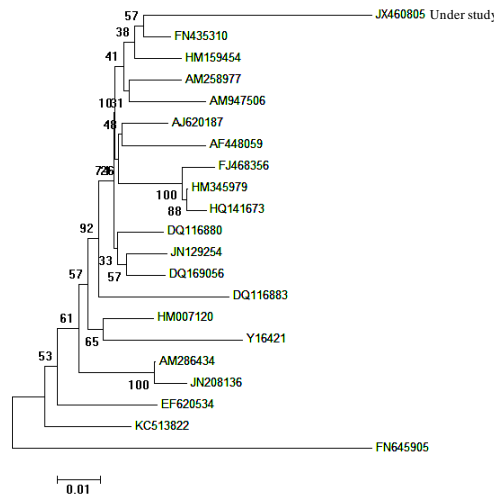 57 JX460805 Under study
38 FN435310
HM159454
41
AM258977
1031 AM947506
48 AJ620187
AF448059
FJ468356
HM345979
100
88 HQ141673
DQ116880
92
JN129254
33
57 DQ169056
57
DQ116883
HM007120
61
65 Y16421
53 AM286434
100 JN208136
EF620534
KC513822
FN645905
0.01